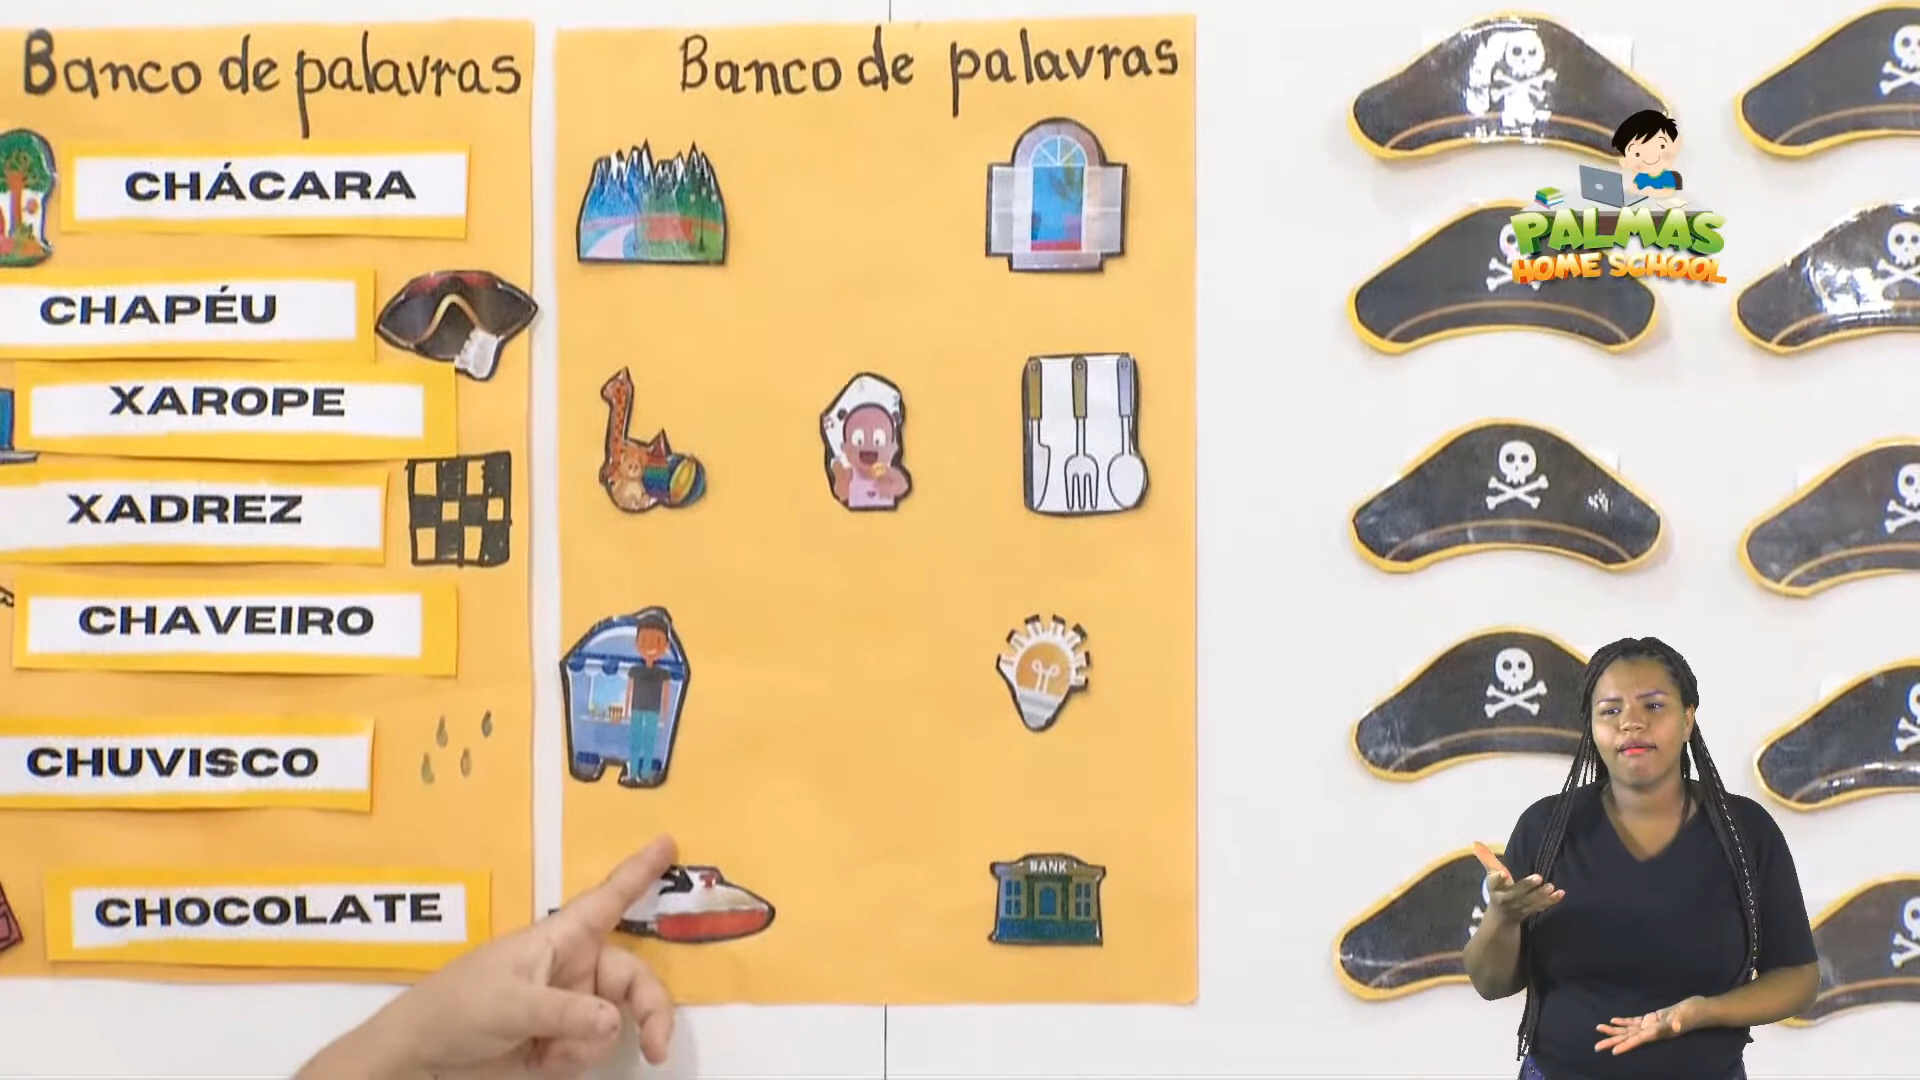 Banco de palavras
CHÁCARA
CHAPÉU
XAROPE
XADREZ
CHAVEIRO
CHUVISCO
CHOCOLATE
Banco de palavras
BANK
PALMAS
HOME SCHOOL